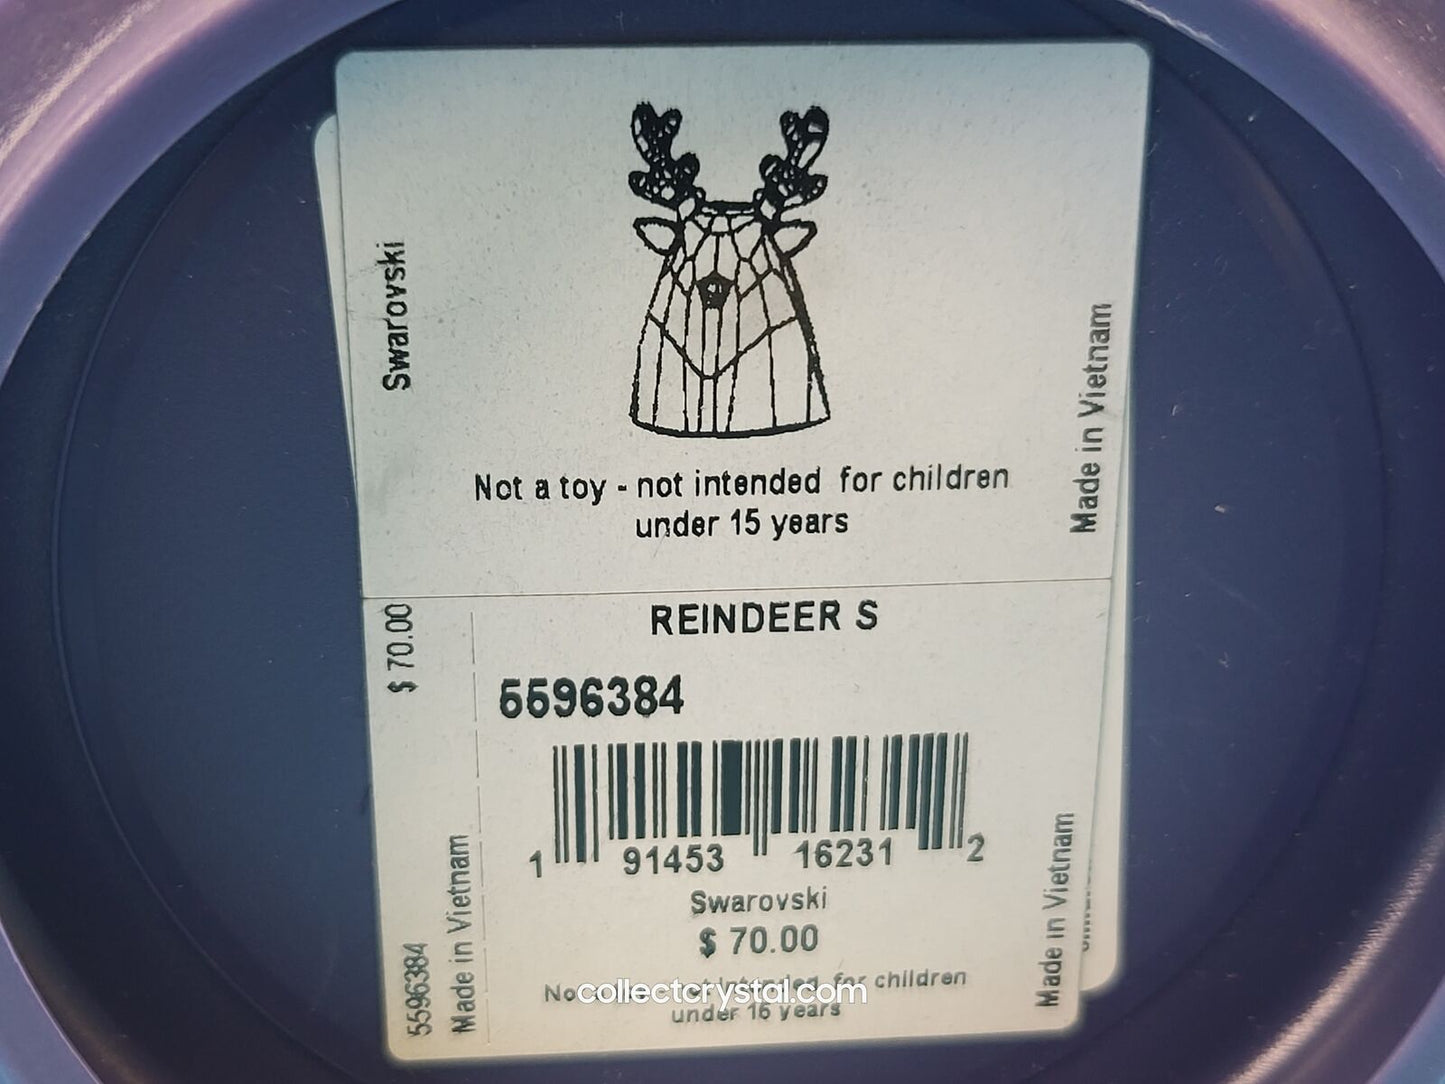 Swarovski
Made in Vietnam
Not a toy - not intended for children
under 15 years
REINDEER S
$ 70.00
5596384
1 91453 16231 2
Swarovski
$ 70.00
for children
under 15 years
collectcrystal.com
5596384
Made in Vietnam
Made in Vietnam